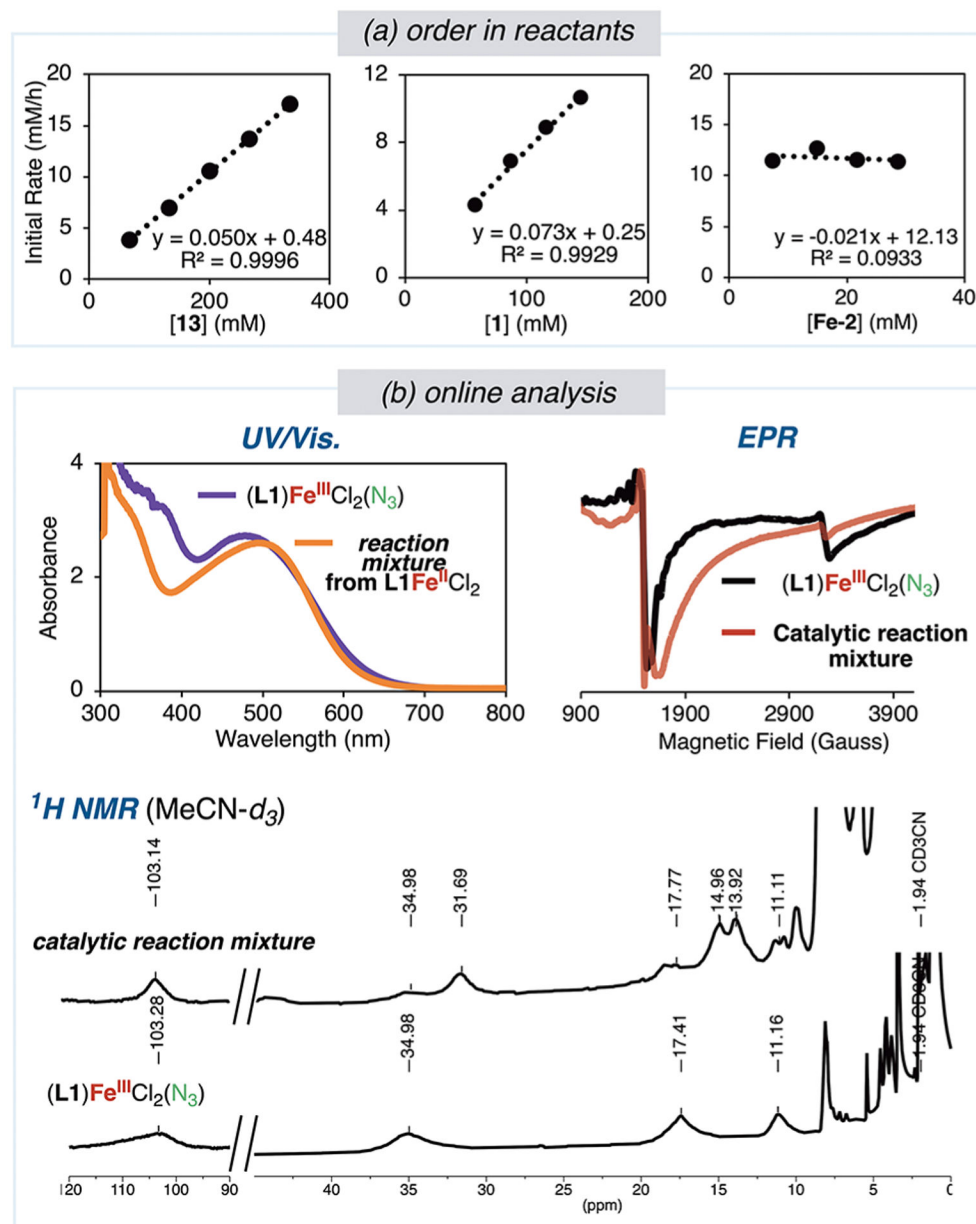 (a) order in reactants
Initial Rate (mM/h)
20
15
10
5
0
y = 0.050x + 0.48
R² = 0.9996
0 200 400
[13] (mM)
12
8
4
0
y = 0.073x + 0.25
R² = 0.9929
0 100 200
[1] (mM)
20
15
10
5
0
y = -0.021x + 12.13
R² = 0.0933
0 20 40
[Fe-2] (mM)
(b) online analysis
UV/Vis.
Absorbance
4
2
0
(L1)FeᴵᴵᴵCl₂(N₃)
reaction
mixture
from L1FeᴵᴵCl₂
300 400 500 600 700 800
Wavelength (nm)
EPR
(L1)FeᴵᴵᴵCl₂(N₃)
Catalytic reaction
mixture
900 1900 2900 3900
Magnetic Field (Gauss)
¹H NMR (MeCN-d₃)
–103.14
–34.98
–31.69
–17.77
–14.96
–13.92
–11.11
–1.94 CD3CN
catalytic reaction mixture
–103.28
–34.98
–17.41
–11.16
–1.94 CD3CN
(L1)FeᴵᴵᴵCl₂(N₃)
120 110 100 90 40 35 30 25 20 15 10 5 0
(ppm)